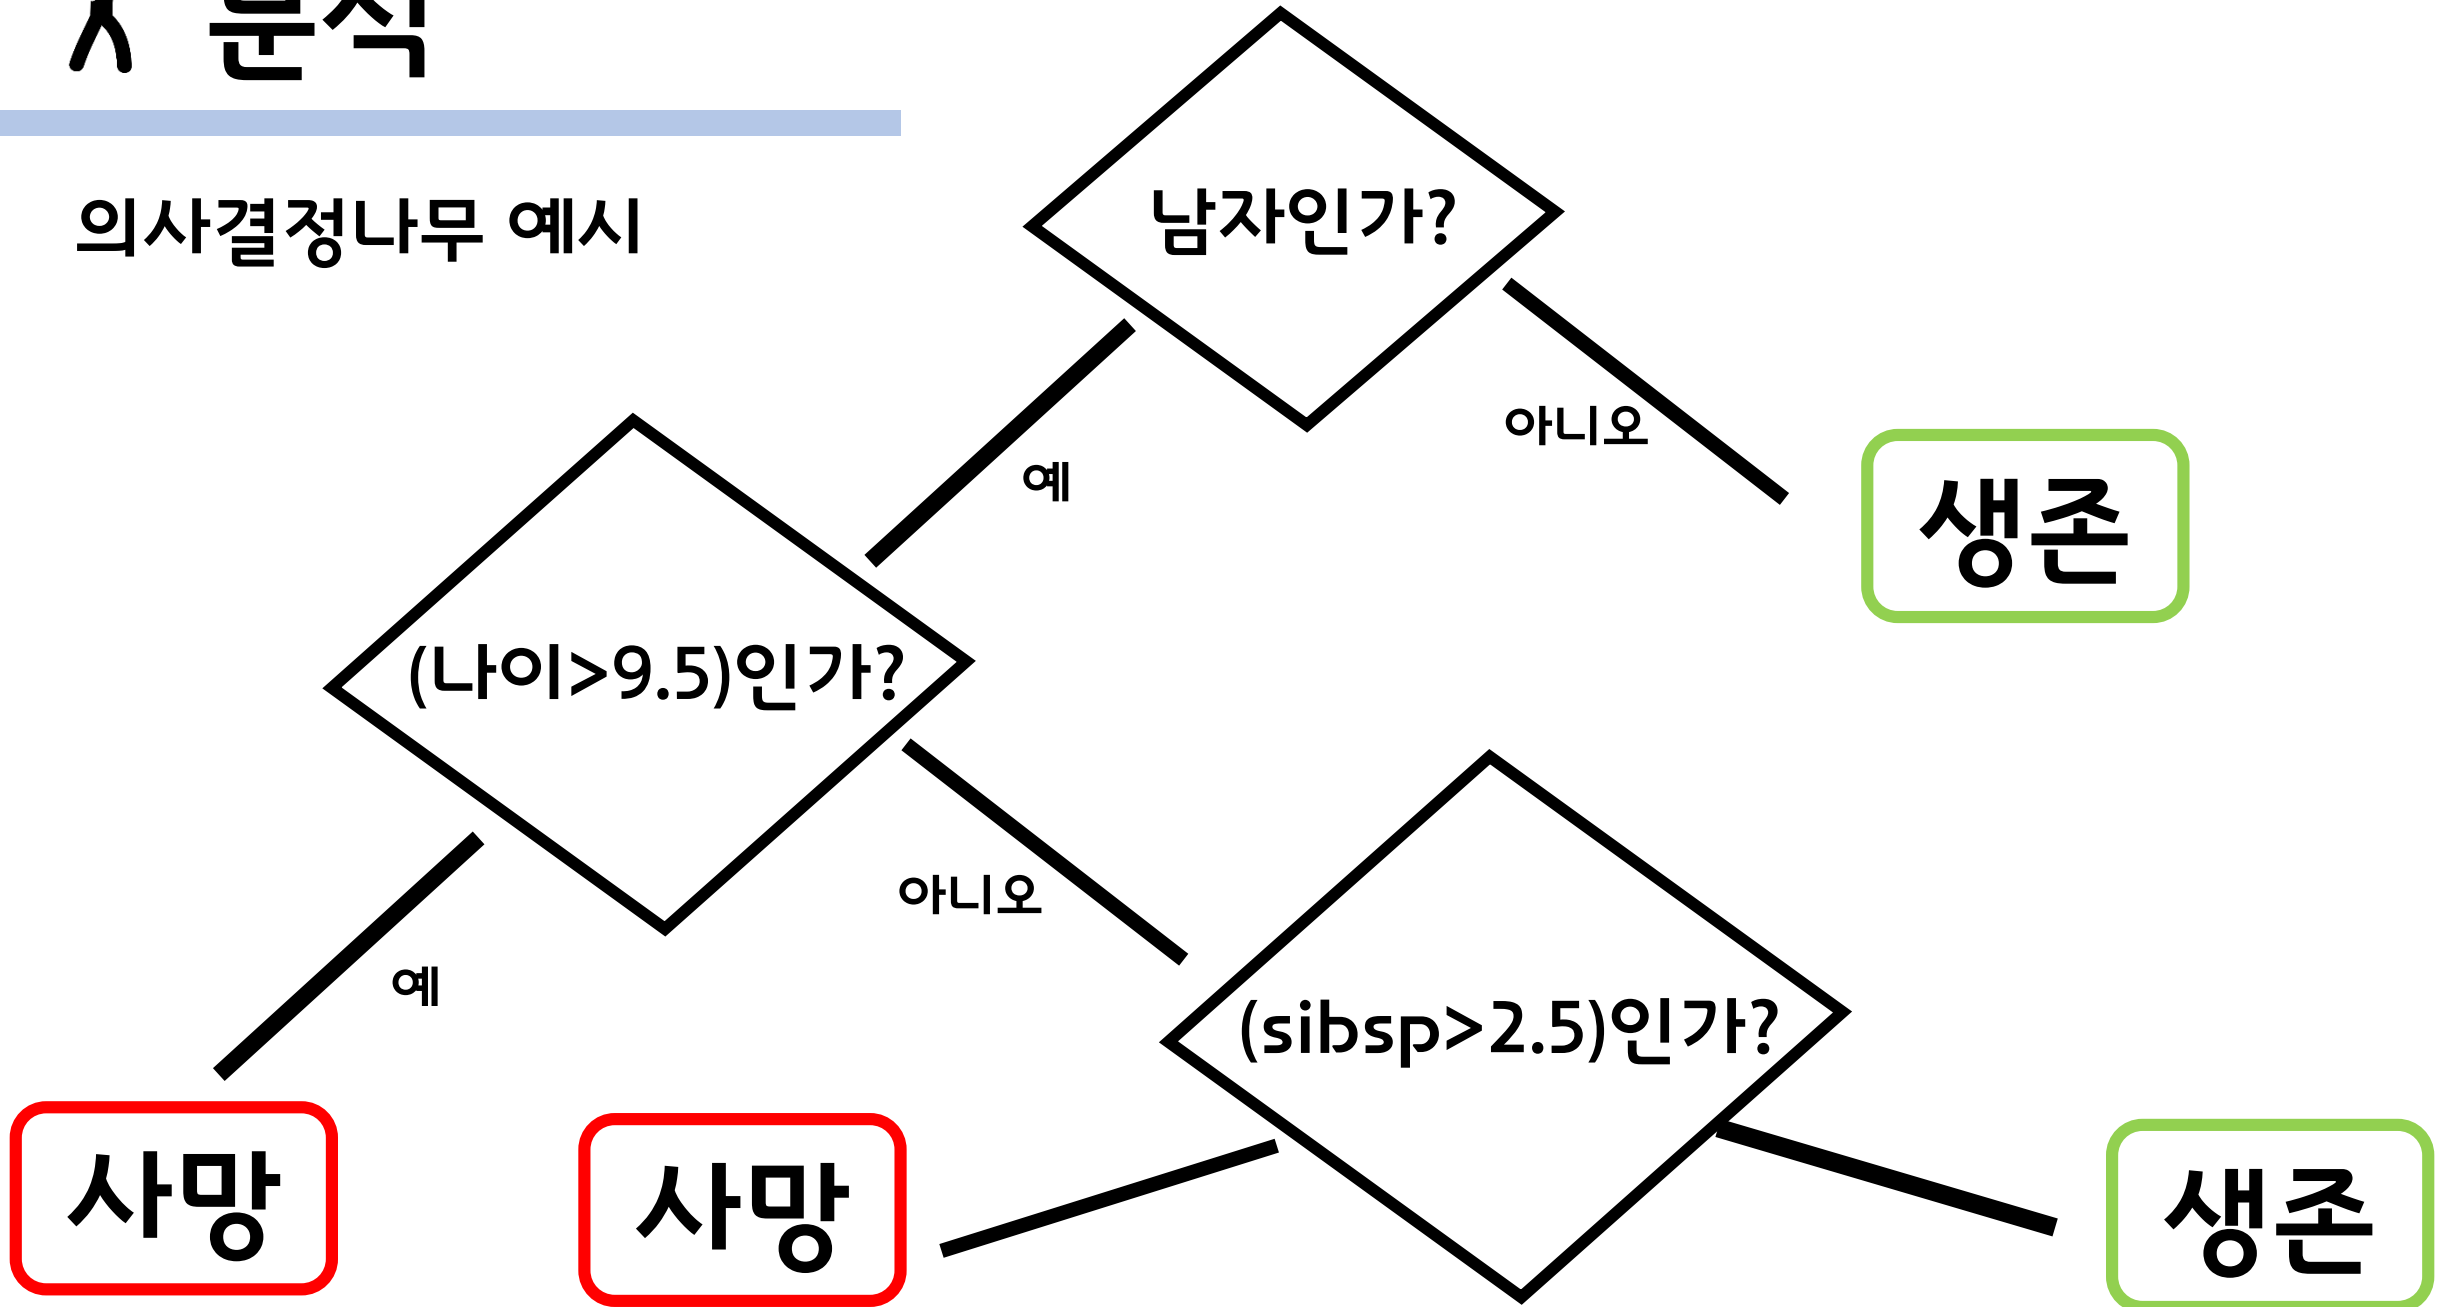 의사결정나무 예시
남자인가?
아니오
예
생존
(나이>9.5)인가?
아니오
예
(sibsp>2.5)인가?
사망
사망
생존